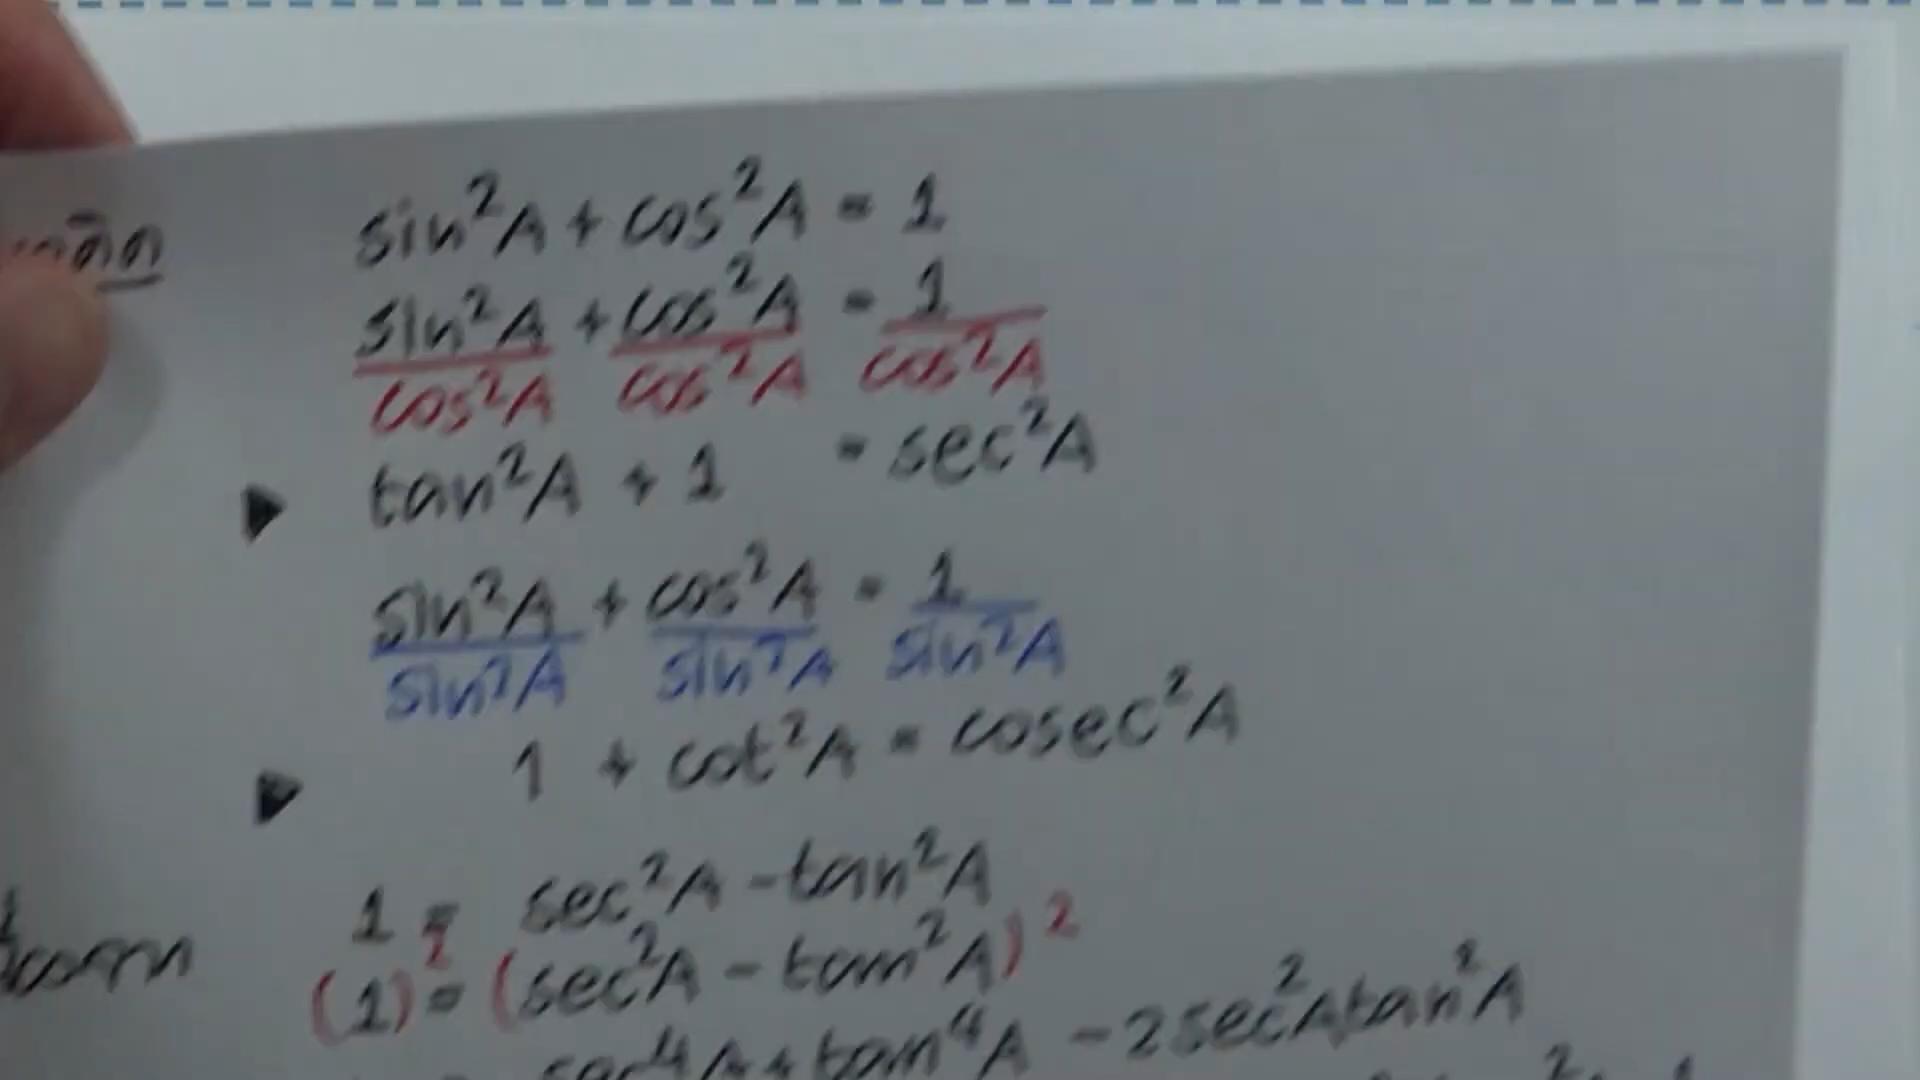 sin²A + cos²A = 1
sin²A/cos²A + cos²A/cos²A = 1/cos²A
tan²A + 1 = sec²A
sin²A/sin²A + cos²A/sin²A = 1/sin²A
1 + cot²A = cosec²A
1 = sec²A - tan²A
(1)² = (sec²A - tan²A)²
sec⁴A + tan⁴A - 2sec²Atan²A